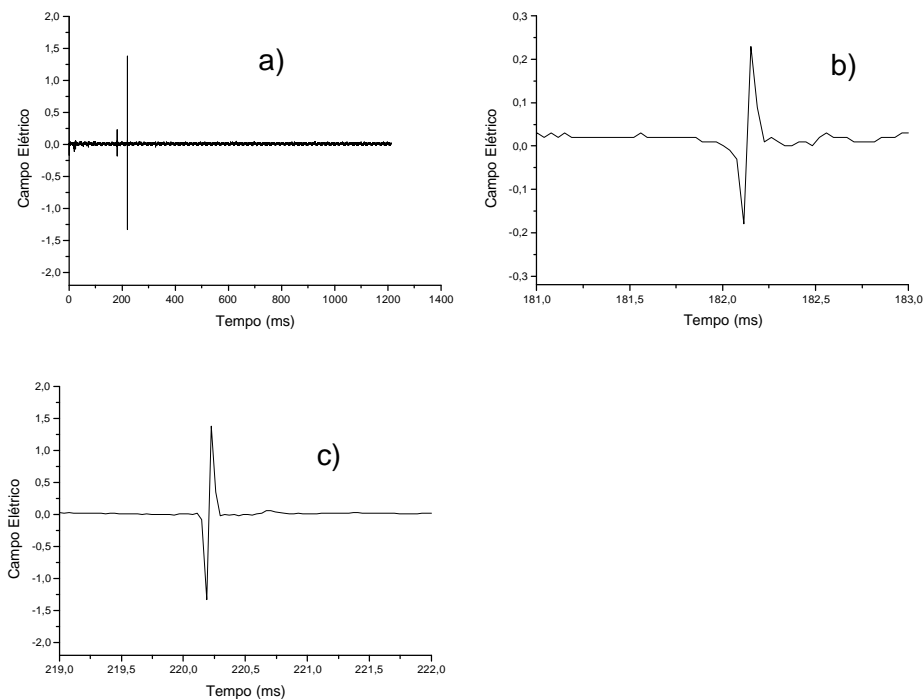 a)
2,0
1,5
1,0
0,5
0,0
-0,5
-1,0
-1,5
-2,0
Campo Elétrico
0 200 400 600 800 1000 1200 1400
Tempo (ms)
b)
0,3
0,2
0,1
0,0
-0,1
-0,2
-0,3
Campo Elétrico
181,0 181,5 182,0 182,5 183,0
Tempo (ms)
c)
2,0
1,5
1,0
0,5
0,0
-0,5
-1,0
-1,5
-2,0
Campo Elétrico
219,0 219,5 220,0 220,5 221,0 221,5 222,0
Tempo (ms)